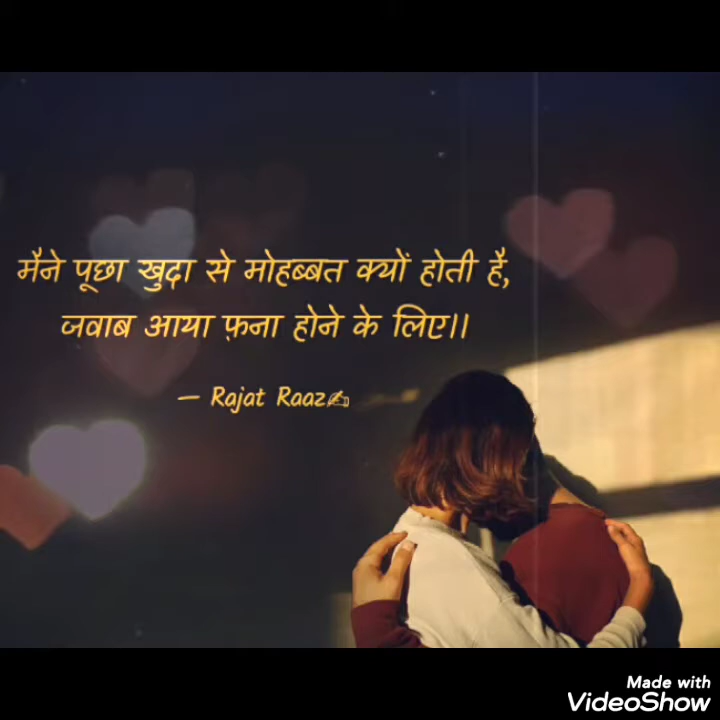 मैने पूछा खुदा से मोहब्बत क्यों होती है,
जवाब आया फ़ना होने के लिए।।
— Rajat Raaz✍
Made with
VideoShow